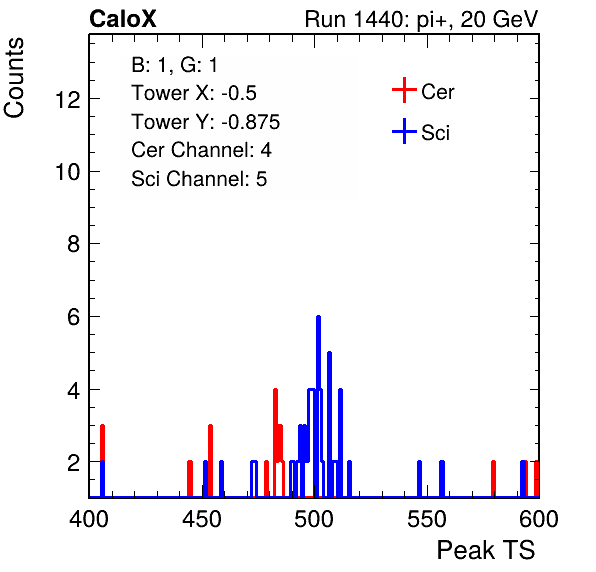 CaloX Run 1440: pi+, 20 GeV
Counts
B: 1, G: 1
Tower X: -0.5
Tower Y: -0.875
Cer Channel: 4
Sci Channel: 5
Cer
Sci
12
10
8
6
4
2
400 450 500 550 600
Peak TS